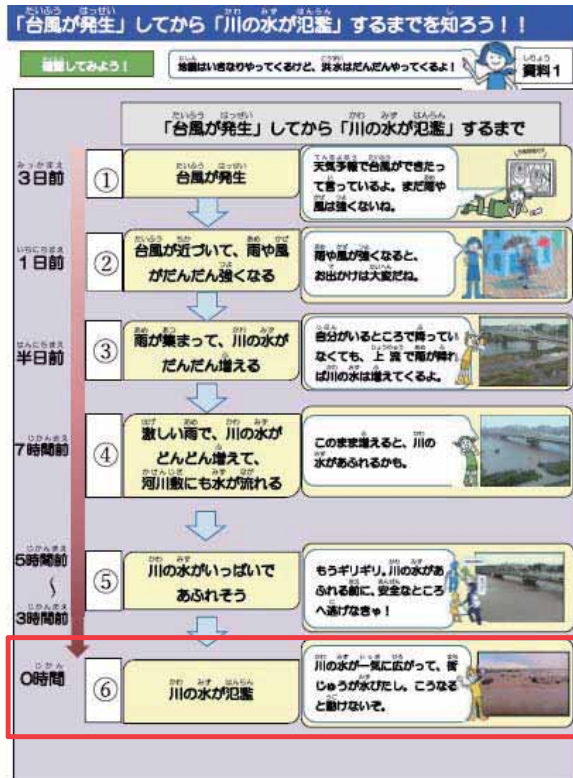 「台風が発生」してから「川の水が氾濫」するまでを知ろう！！
確認してみよう！
地震はいきなりやってくるけど、洪水はだんだんやってくるよ！
資料1
「台風が発生」してから「川の水が氾濫」するまで
3日前
①
台風が発生
天気予報で台風ができたっ
て言っているよ。まだ雨や
風は強くないね。
1日前
②
台風が近づいて、雨や風
がだんだん強くなる
雨や風が強くなると、
お出かけは大変だね。
半日前
③
雨が集まって、川の水が
だんだん増える
自分がいるところで降ってい
なくても、上流で雨が降れ
ば川の水は増えてくるよ。
7時間前
④
激しい雨で、川の水が
どんどん増えて、
河川敷にも水が流れる
このまま増えると、川の
水があふれるかも。
5時間前
～
3時間前
⑤
川の水がいっぱいで
あふれそう
もうギリギリ。川の水があ
ふれる前に、安全なところ
へ逃げなきゃ！
0時間
⑥
川の水が氾濫
川の水が一気に広がって、街
じゅうが水びたし。こうなる
と動けないぞ。